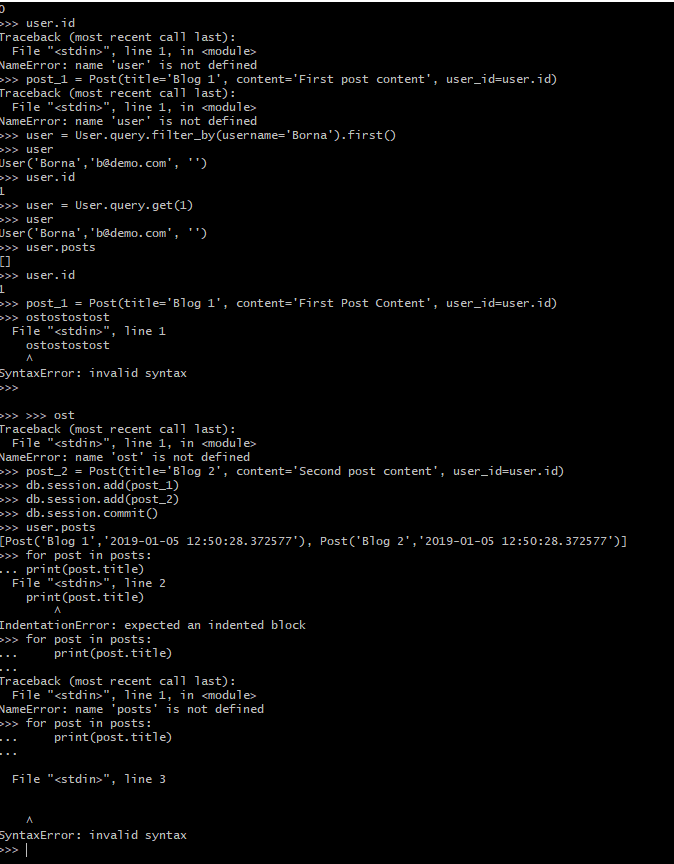 0
>>> user.id
Traceback (most recent call last):
  File "<stdin>", line 1, in <module>
NameError: name 'user' is not defined
>>> post_1 = Post(title='Blog 1', content='First post content', user_id=user.id)
Traceback (most recent call last):
  File "<stdin>", line 1, in <module>
NameError: name 'user' is not defined
>>> user = User.query.filter_by(username='Borna').first()
>>> user
User('Borna','b@demo.com', '')
>>> user.id
1
>>> user = User.query.get(1)
>>> user
User('Borna','b@demo.com', '')
>>> user.posts
[]
>>> user.id
1
>>> post_1 = Post(title='Blog 1', content='First Post Content', user_id=user.id)
>>> ostostostost
  File "<stdin>", line 1
    ostostostost
    ^
SyntaxError: invalid syntax
>>>
>>> >>> ost
Traceback (most recent call last):
  File "<stdin>", line 1, in <module>
NameError: name 'ost' is not defined
>>> post_2 = Post(title='Blog 2', content='Second post content', user_id=user.id)
>>> db.session.add(post_1)
>>> db.session.add(post_2)
>>> db.session.commit()
>>> user.posts
[Post('Blog 1','2019-01-05 12:50:28.372577'), Post('Blog 2','2019-01-05 12:50:28.372577')]
>>> for post in posts:
... print(post.title)
  File "<stdin>", line 2
    print(post.title)
        ^
IndentationError: expected an indented block
>>> for post in posts:
...     print(post.title)
...
Traceback (most recent call last):
  File "<stdin>", line 1, in <module>
NameError: name 'posts' is not defined
>>> for post in posts:
...     print(post.title)
...
  File "<stdin>", line 3
    ^
SyntaxError: invalid syntax
>>>